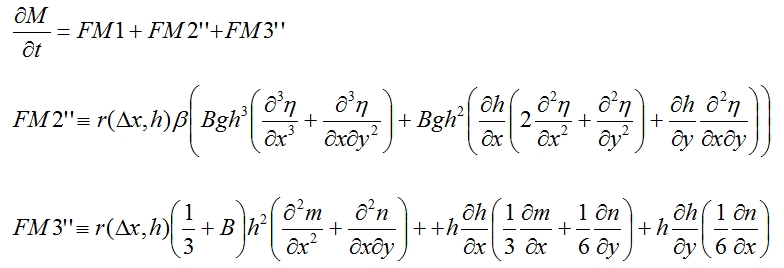 ∂M/∂t = FM1 + FM2"+FM3"
FM2"≡ r(Δx,h)β(Bgh³(∂³η/∂x³ + ∂³η/∂x∂y²) + Bgh²(∂h/∂x(2∂²η/∂x² + ∂²η/∂y²) + ∂h/∂y ∂²η/∂x∂y))
FM3"≡ r(Δx,h)(1/3 + B)h²(∂²m/∂x² + ∂²n/∂x∂y) + +h∂h/∂x(1/3 ∂m/∂x + 1/6 ∂n/∂y) + h∂h/∂y(1/6 ∂n/∂x)